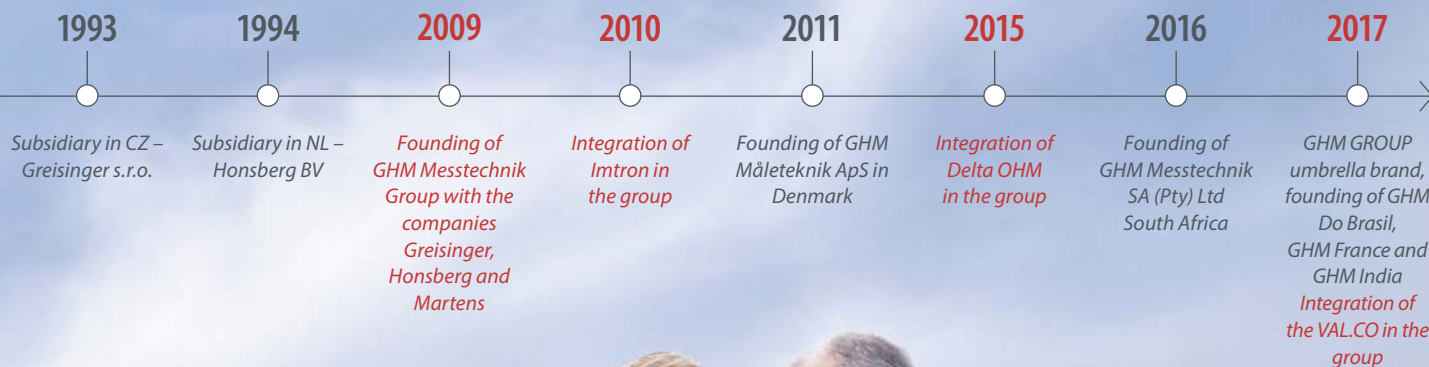 1993
Subsidiary in CZ –
Greisinger s.r.o.
1994
Subsidiary in NL –
Honsberg BV
2009
Founding of
GHM Messtechnik
Group with the
companies
Greisinger,
Honsberg and
Martens
2010
Integration of
Imtron in
the group
2011
Founding of GHM
Måleteknik ApS in
Denmark
2015
Integration of
Delta OHM
in the group
2016
Founding of
GHM Messtechnik
SA (Pty) Ltd
South Africa
2017
GHM GROUP
umbrella brand,
founding of GHM
Do Brasil,
GHM France and
GHM India
Integration of
the VAL.CO in the
group